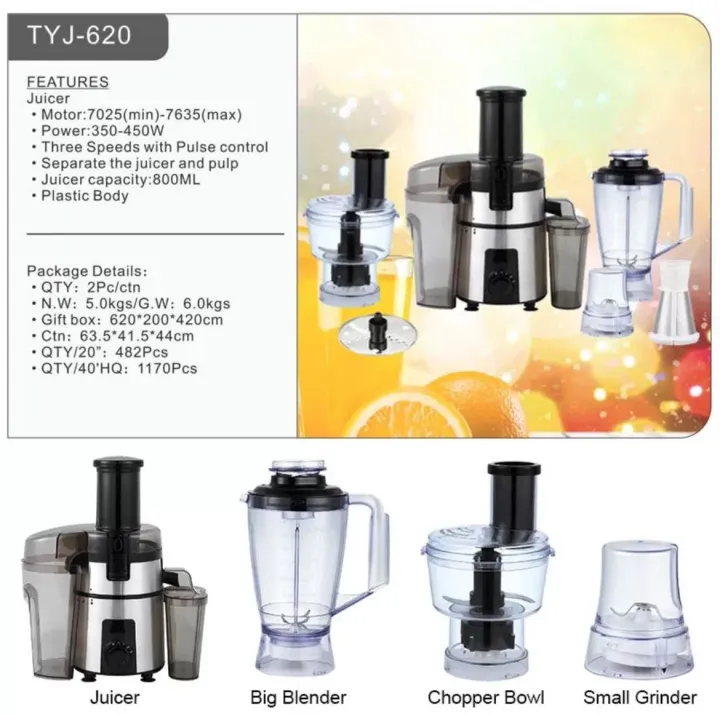 TYJ-620
FEATURES
Juicer
• Motor:7025(min)-7635(max)
• Power:350-450W
• Three Speeds with Pulse control
• Separate the juicer and pulp
• Juicer capacity:800ML
• Plastic Body
Package Details:
• QTY: 2Pc/ctn
• N.W: 5.0kgs/G.W: 6.0kgs
• Gift box: 620*200*420cm
• Ctn: 63.5*41.5*44cm
• QTY/20”: 482Pcs
• QTY/40'HQ: 1170Pcs
Juicer
Big Blender
Chopper Bowl
Small Grinder